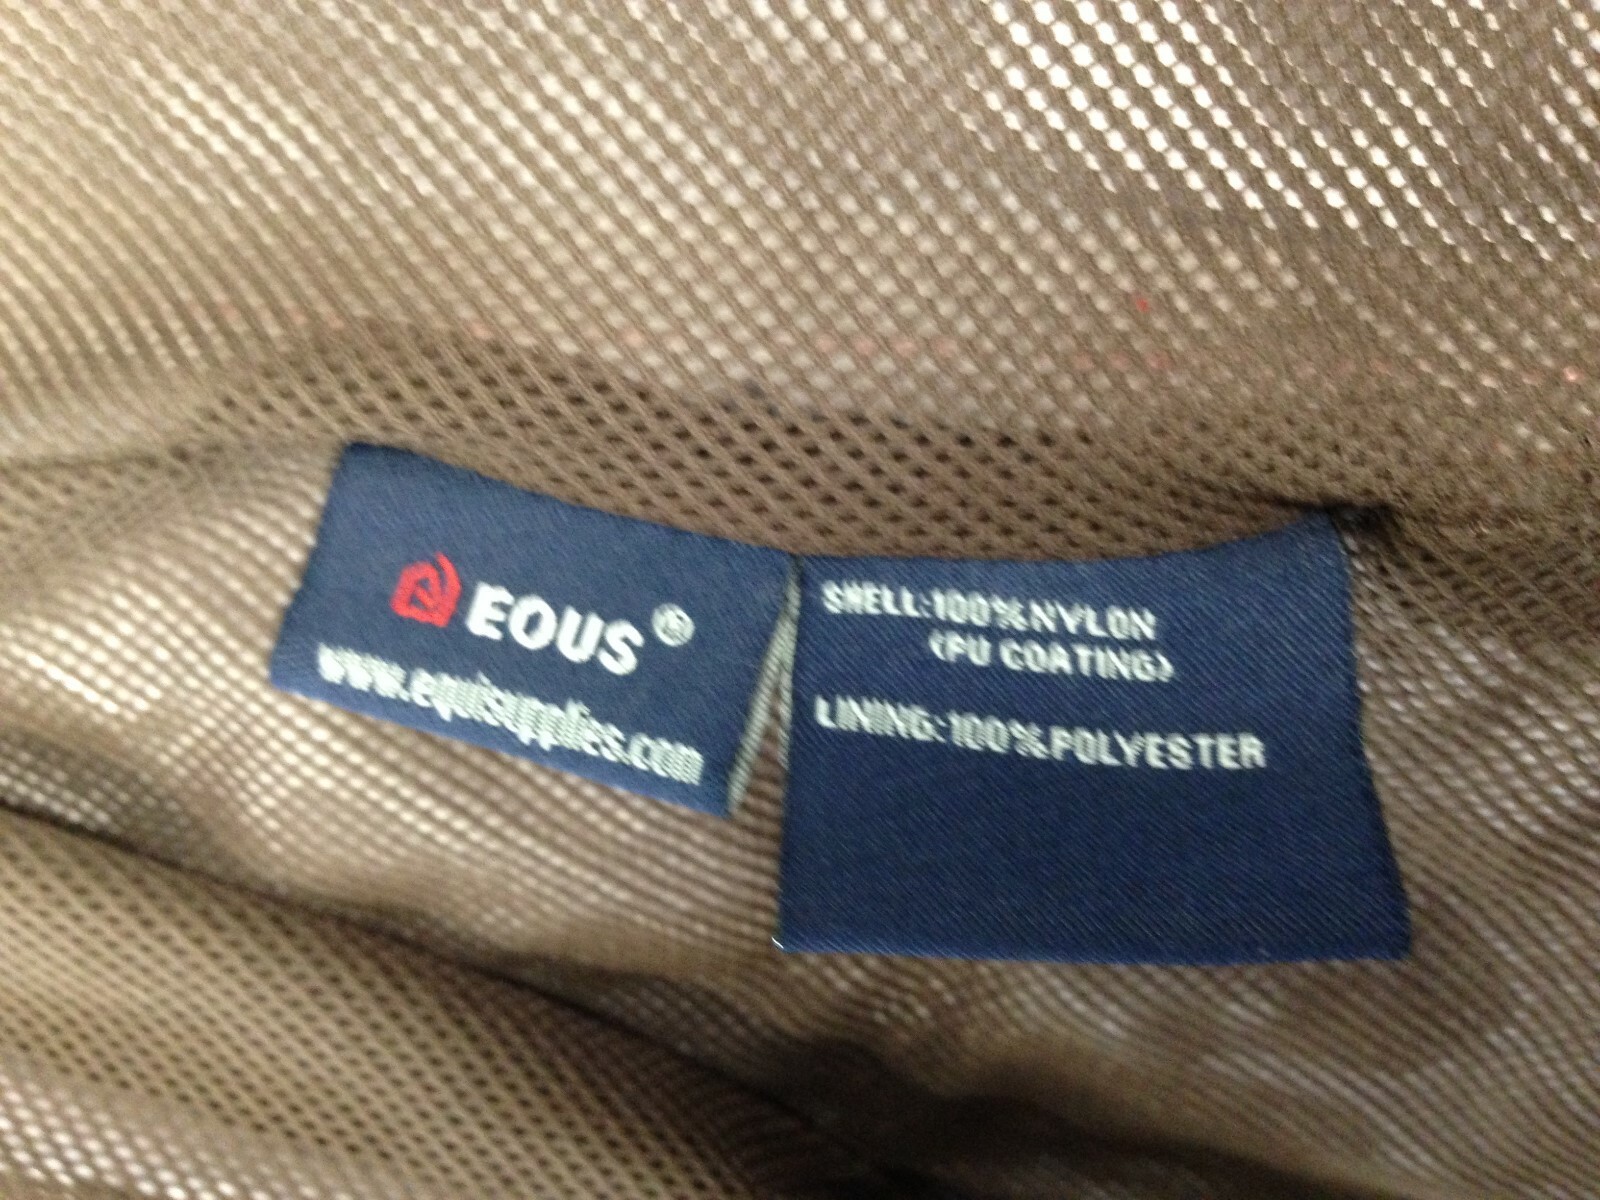 EOUS®
www.equisupplies.com
SHELL:100%NYLON
(PU COATING)
LINING:100%POLYESTER